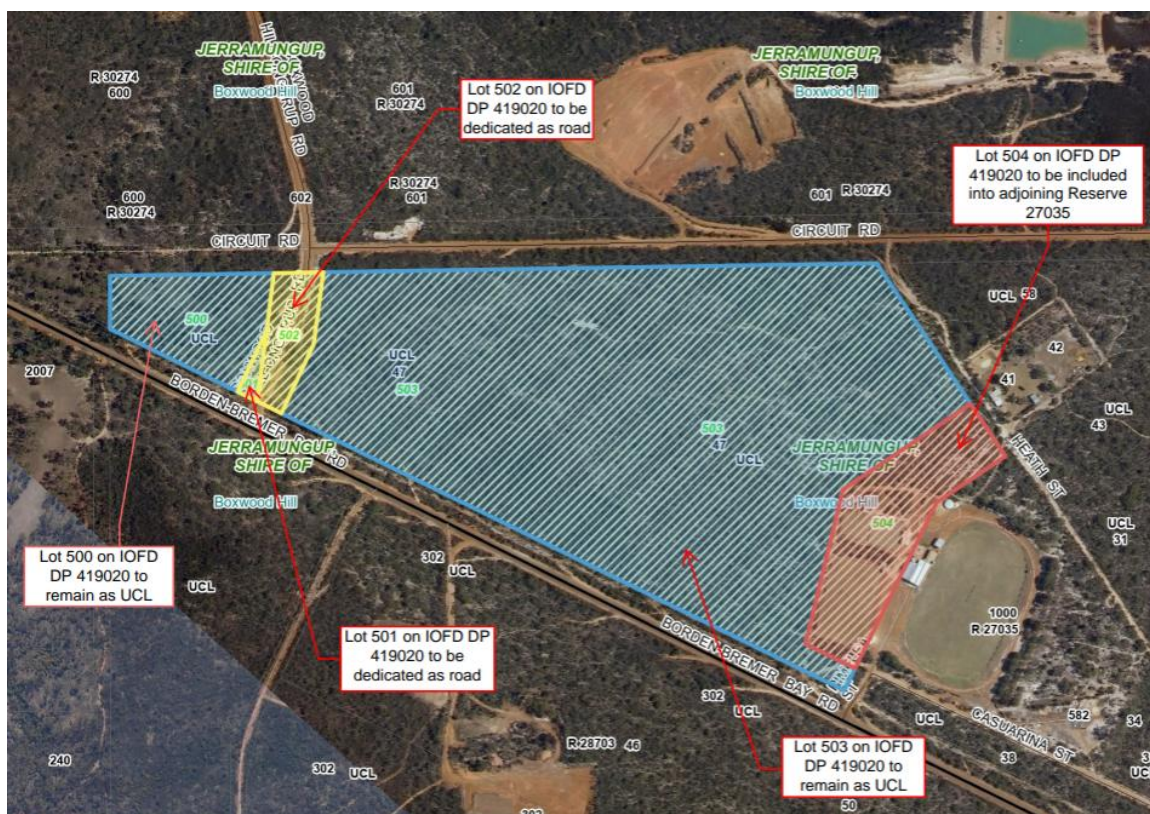 JERRAMUNGUP,
SHIRE OF
Boxwood Hill
R 30274
600
601
R 30274
Lot 502 on IOFD
DP 419020 to be
dedicated as road
JERRAMUNGUP,
SHIRE OF
Boxwood Hill
Lot 504 on IOFD DP
419020 to be included
into adjoining Reserve
27035
600
R 30274
602
R 30274
601
601 R 30274
CIRCUIT RD
CIRCUIT RD
500
UCL
502
UCL
47
503
UCL 58
42
41
UCL
43
2007
BORDEN-BREMER BAY RD
JERRAMUNGUP,
SHIRE OF
Boxwood Hill
503
47 UCL
JERRAMUNGUP,
SHIRE OF
Boxwood Hill
504
HEATH ST
UCL
31
Lot 500 on IOFD
DP 419020 to
remain as UCL
UCL
302
UCL
Lot 501 on IOFD DP
419020 to be
dedicated as road
1000
R 27035
BORDEN-BREMER BAY RD
ST
302
UCL
UCL
CASUARINA ST
582
34
38
240
302 UCL
R 28703 46
Lot 503 on IOFD
DP 419020 to
remain as UCL
50
302